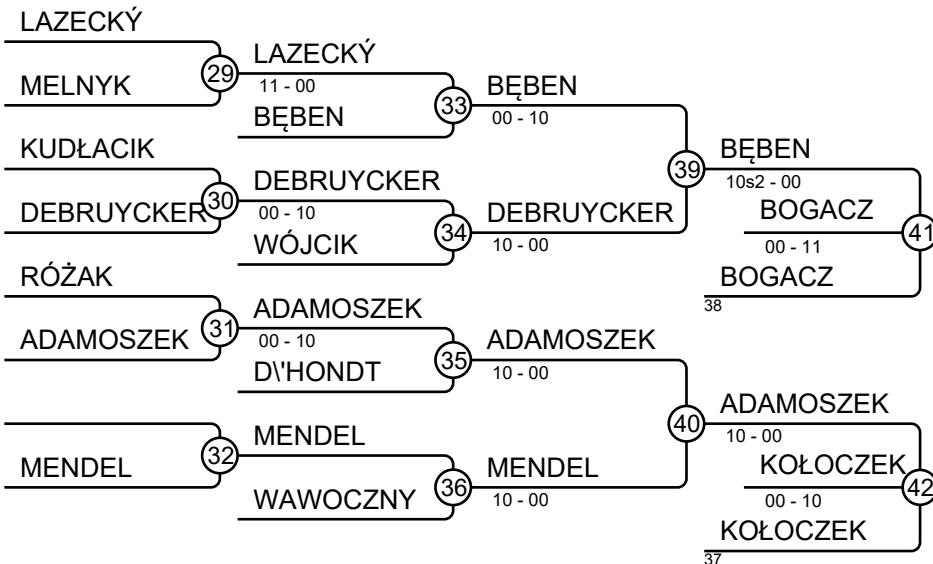 LAZECKÝ
MELNYK
29
LAZECKÝ
11 - 00
BĘBEN
33
BĘBEN
00 - 10
KUDŁACIK
DEBRUYCKER
30
DEBRUYCKER
00 - 10
WÓJCIK
34
DEBRUYCKER
10 - 00
39
BĘBEN
10s2 - 00
BOGACZ
00 - 11
41
BOGACZ
38
RÓŻAK
ADAMOSZEK
31
ADAMOSZEK
00 - 10
D\'HONDT
35
ADAMOSZEK
10 - 00
MENDEL
32
MENDEL
WAWOCZNY
36
MENDEL
10 - 00
40
ADAMOSZEK
10 - 00
KOŁOCZEK
00 - 10
42
KOŁOCZEK
37